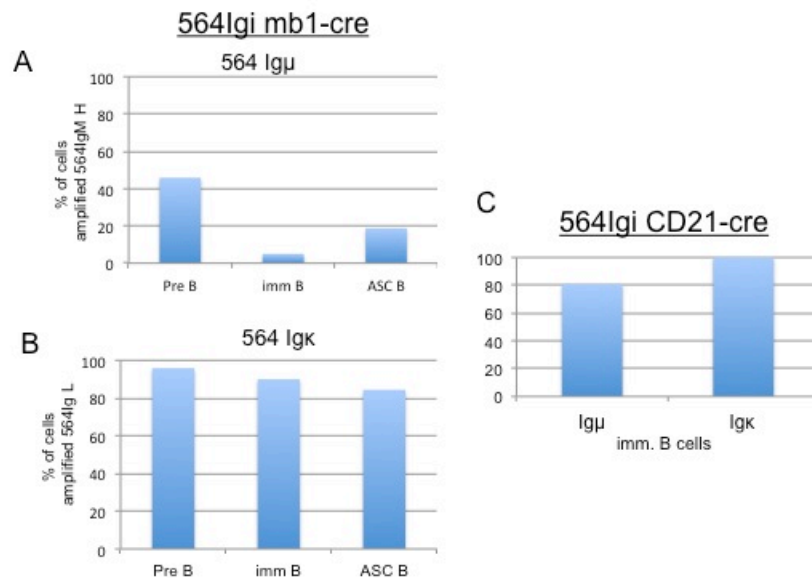 564Igi mb1-cre
A
564 Igμ
% of cells
amplified 564IgM H
100
80
60
40
20
0
Pre B imm B ASC B
B
564 Igκ
% of cells
amplified 564Ig L
100
80
60
40
20
0
Pre B imm B ASC B
C
564Igi CD21-cre
100
80
60
40
20
0
Igμ Igκ
imm. B cells